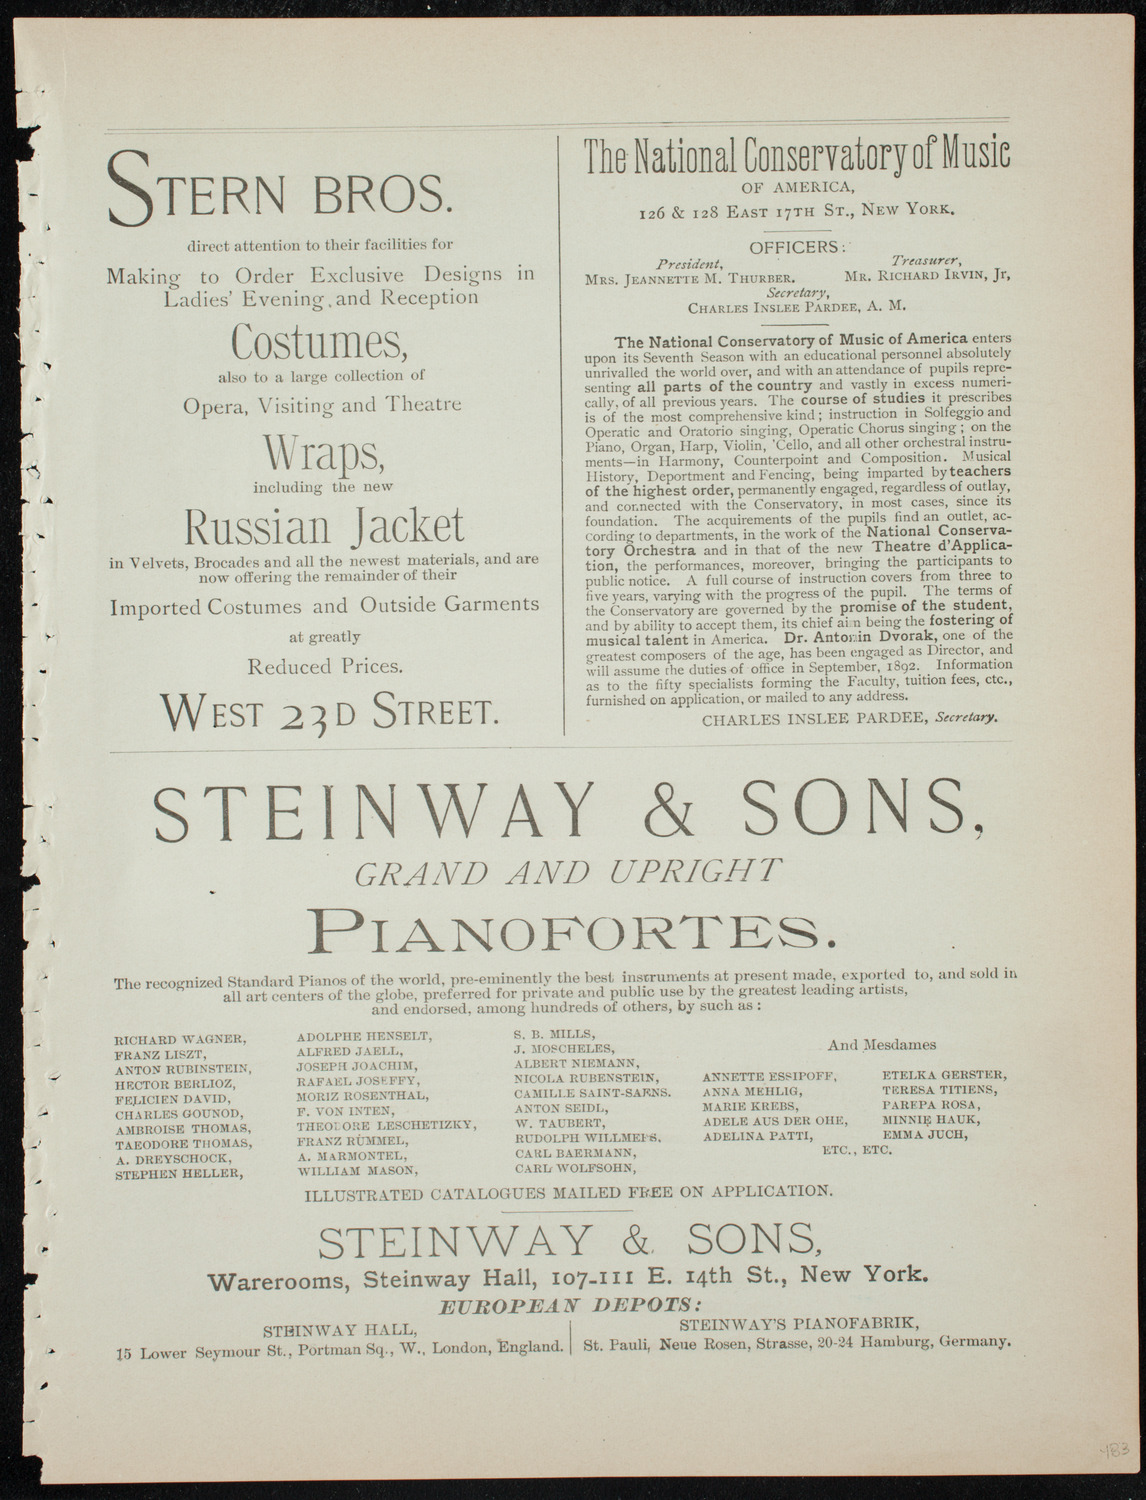 STERN BROS.
direct attention to their facilities for
Making to Order Exclusive Designs in
Ladies' Evening, and Reception
Costumes,
also to a large collection of
Opera, Visiting and Theatre
Wraps,
including the new
Russian Jacket
in Velvets, Brocades and all the newest materials, and are
now offering the remainder of their
Imported Costumes and Outside Garments
at greatly
Reduced Prices.
WEST 23D STREET.
The National Conservatory of Music
OF AMERICA,
126 & 128 EAST 17TH ST., NEW YORK.
OFFICERS:
President, Treasurer,
MRS. JEANNETTE M. THURBER. MR. RICHARD IRVIN, Jr,
Secretary,
CHARLES INSLEE PARDEE, A. M.
The National Conservatory of Music of America enters
upon its Seventh Season with an educational personnel absolutely
unrivalled the world over, and with an attendance of pupils repre-
senting all parts of the country and vastly in excess numeri-
cally, of all previous years. The course of studies it prescribes
is of the most comprehensive kind; instruction in Solfeggio and
Operatic and Oratorio singing, Operatic Chorus singing; on the
Piano, Organ, Harp, Violin, 'Cello, and all other orchestral instru-
ments—in Harmony, Counterpoint and Composition. Musical
History, Deportment and Fencing, being imparted by teachers
of the highest order, permanently engaged, regardless of outlay,
and connected with the Conservatory, in most cases, since its
foundation. The acquirements of the pupils find an outlet, ac-
cording to departments, in the work of the National Conserva-
tory Orchestra and in that of the new Theatre d'Applica-
tion, the performances, moreover, bringing the participants to
public notice. A full course of instruction covers from three to
five years, varying with the progress of the pupil. The terms of
the Conservatory are governed by the promise of the student,
and by ability to accept them, its chief aim being the fostering of
musical talent in America. Dr. Antonin Dvorak, one of the
greatest composers of the age, has been engaged as Director, and
will assume the duties of office in September, 1892. Information
as to the fifty specialists forming the Faculty, tuition fees, etc.,
furnished on application, or mailed to any address.
CHARLES INSLEE PARDEE, Secretary.
STEINWAY & SONS,
GRAND AND UPRIGHT
PIANOFORTES.
The recognized Standard Pianos of the world, pre-eminently the best instruments at present made, exported to, and sold in
all art centers of the globe, preferred for private and public use by the greatest leading artists,
and endorsed, among hundreds of others, by such as:
RICHARD WAGNER,
FRANZ LISZT,
ANTON RUBINSTEIN,
HECTOR BERLIOZ,
FELICIEN DAVID,
CHARLES GOUNOD,
AMBROISE THOMAS,
TAEODORE THOMAS,
A. DREYSCHOCK,
STEPHEN HELLER,
ADOLPHE HENSELT,
ALFRED JAELL,
JOSEPH JOACHIM,
RAFAEL JOSEFFY,
MORIZ ROSENTHAL,
F. VON INTEN,
THEODORE LESCHETIZKY,
FRANZ RÜMMEL,
A. MARMONTEL,
WILLIAM MASON,
S. B. MILLS,
J. MOSCHELES,
ALBERT NIEMANN,
NICOLA RUBENSTEIN,
CAMILLE SAINT-SAENS.
ANTON SEIDL,
W. TAUBERT,
RUDOLPH WILLMERS.
CARL BAERMANN,
CARL WOLFSOHN,
And Mesdames
ANNETTE ESSIPOFF,
ANNA MEHLIG,
MARIE KREBS,
ADELE AUS DER OHE,
ADELINA PATTI,
ETELKA GERSTER,
TERESA TITIENS,
PAREPA ROSA,
MINNIE HAUK,
EMMA JUCH,
ETC., ETC.
ILLUSTRATED CATALOGUES MAILED FREE ON APPLICATION.
STEINWAY & SONS,
Warerooms, Steinway Hall, 107-111 E. 14th St., New York.
EUROPEAN DEPOTS:
STEINWAY HALL,
15 Lower Seymour St., Portman Sq., W., London, England.
STEINWAY'S PIANOFABRIK,
St. Pauli, Neue Rosen, Strasse, 20-24 Hamburg, Germany.
483